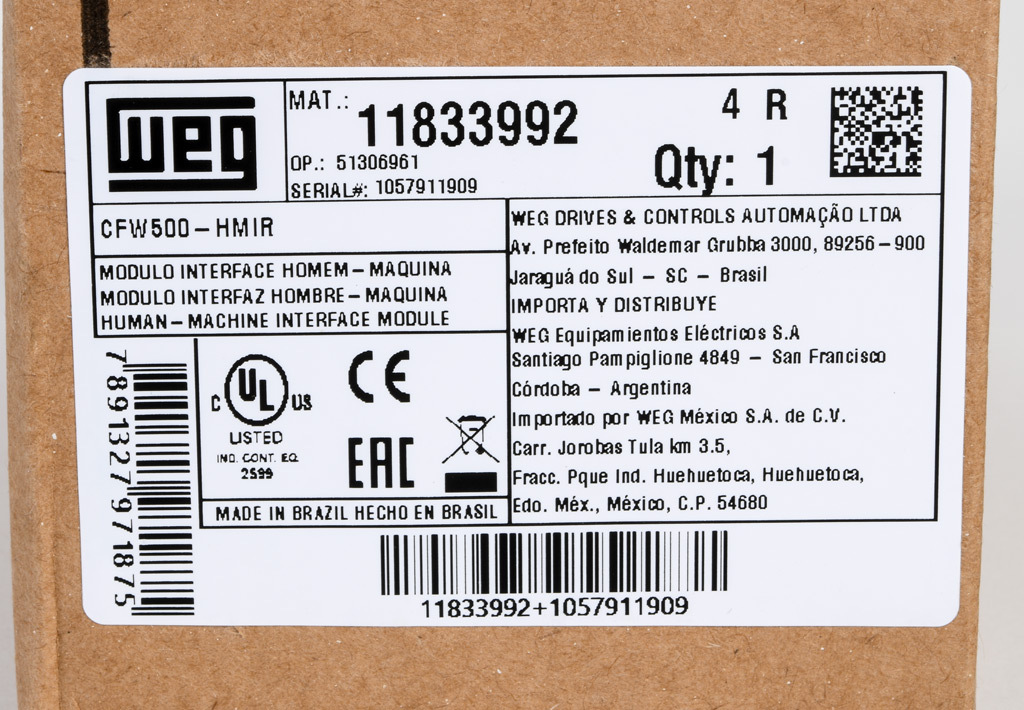 weg
MAT.: 11833992
4 R
OP.: 51306961
SERIAL#: 1057911909
Qty: 1
CFW500-HMIR
MODULO INTERFACE HOMEM-MAQUINA
MODULO INTERFAZ HOMBRE-MAQUINA
HUMAN-MACHINE INTERFACE MODULE
WEG DRIVES & CONTROLS AUTOMAÇÃO LTDA
Av. Prefeito Waldemar Grubba 3000, 89256-900
Jaraguá do Sul - SC - Brasil
IMPORTA Y DISTRIBUYE
WEG Equipamientos Eléctricos S.A
Santiago Pampiglione 4849 - San Francisco
Córdoba - Argentina
Importado por WEG México S.A. de C.V.
Carr. Jorobas Tula km 3.5,
Fracc. Pque Ind. Huehuetoca, Huehuetoca,
Edo. Méx., México, C.P. 54680
7891327971875
C UL US
LISTED
IND. CONT. EQ
2S99
CE
EAC
MADE IN BRAZIL HECHO EN BRASIL
11833992+1057911909